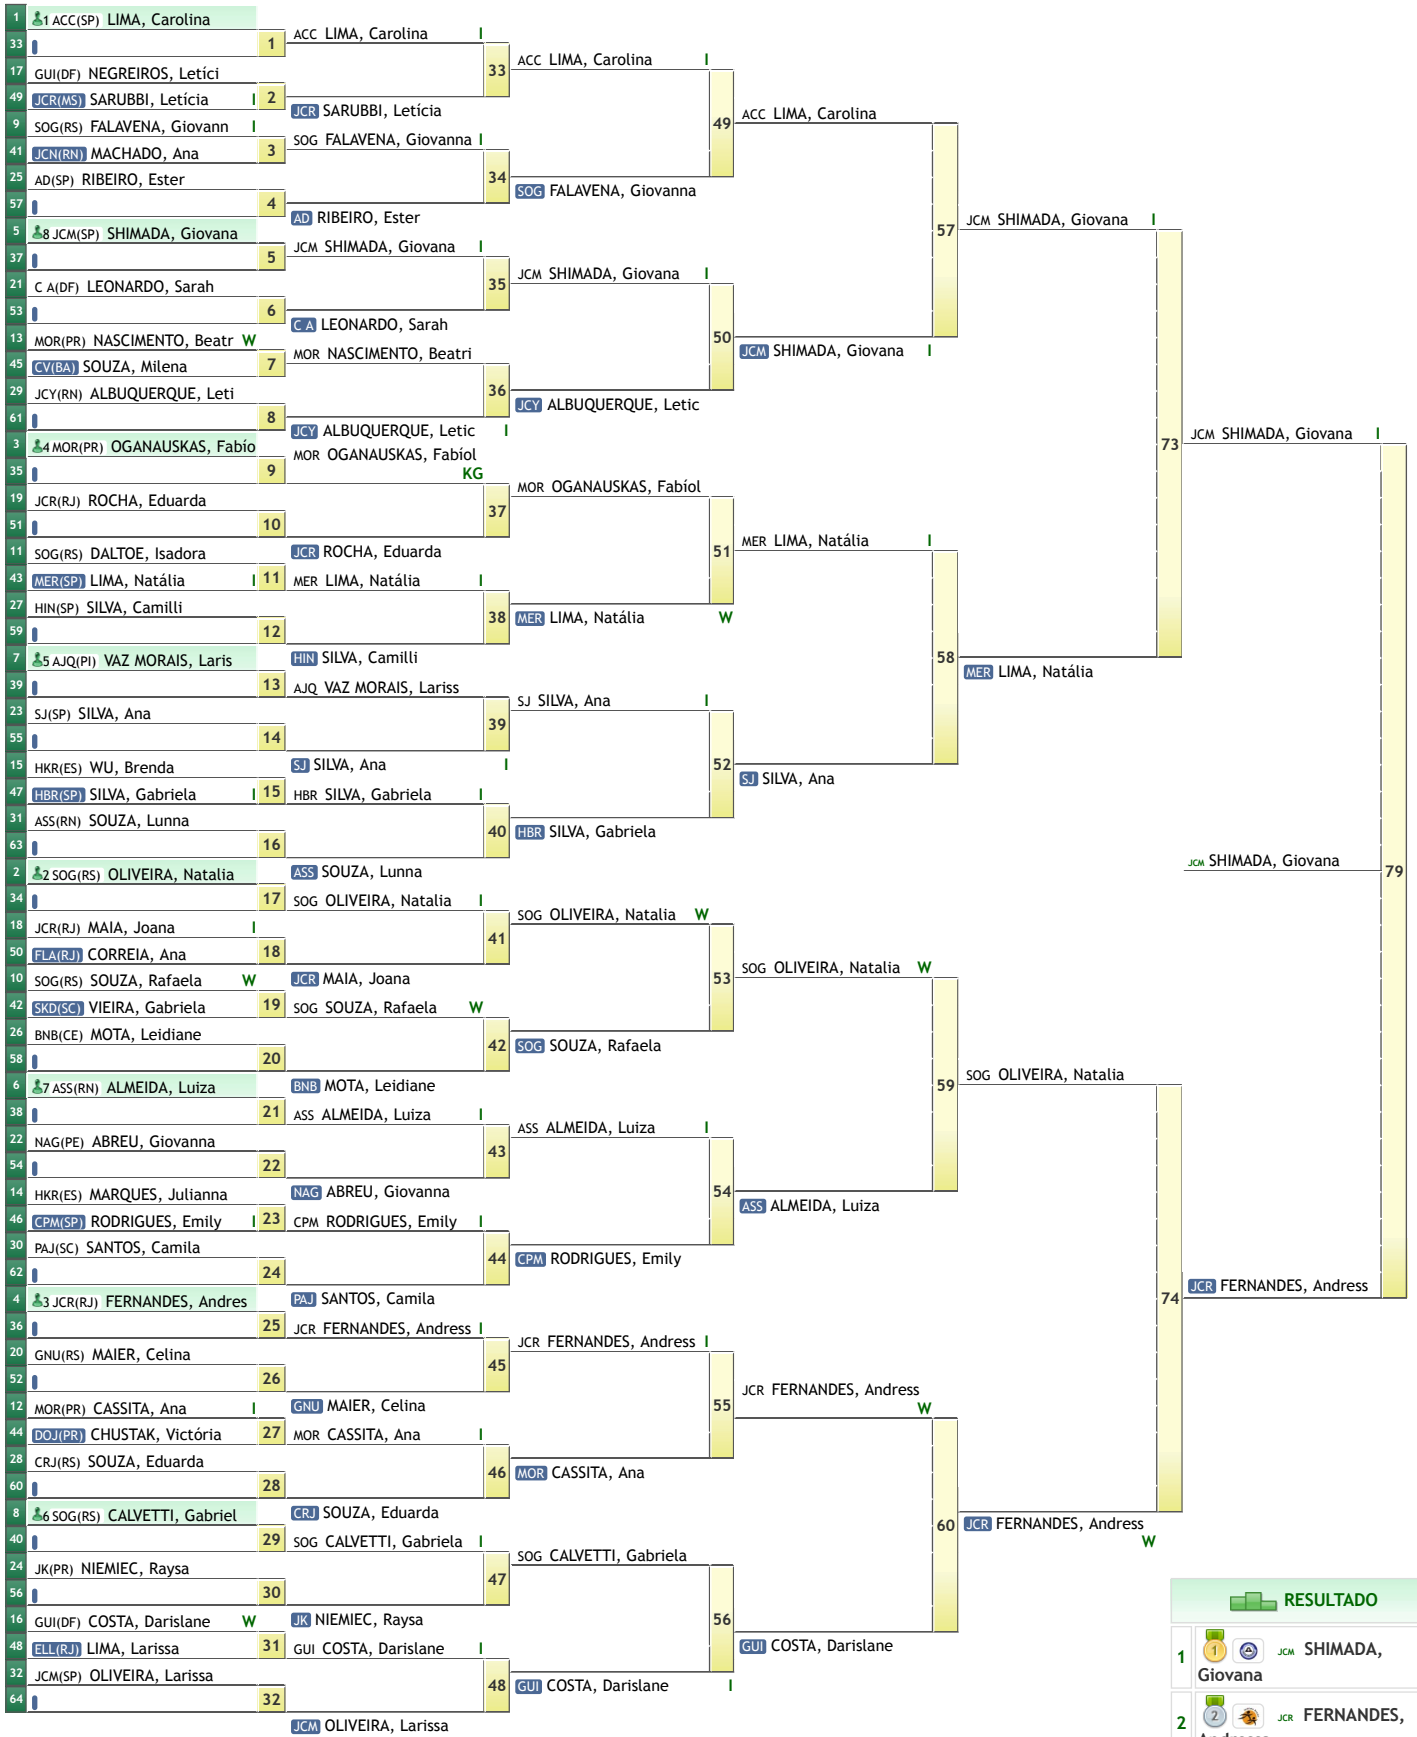 1 1 ACC(SP) LIMA, Carolina
33
1
17 GUI(DF) NEGREIROS, Letíci
49 JCR(MS) SARUBBI, Letícia I
2
9 SOG(RS) FALAVENA, Giovann I
41 JCN(RN) MACHADO, Ana
3
25 AD(SP) RIBEIRO, Ester
57
4
5 8 JCM(SP) SHIMADA, Giovana
37
5
21 C A(DF) LEONARDO, Sarah
53
6
13 MOR(PR) NASCIMENTO, Beatr W
45 CV(BA) SOUZA, Milena
7
29 JCY(RN) ALBUQUERQUE, Leti
61
8
3 4 MOR(PR) OGANAUSKAS, Fabío
35
9
19 JCR(RJ) ROCHA, Eduarda
51
10
11 SOG(RS) DALTOE, Isadora
43 MER(SP) LIMA, Natália I
11
27 HIN(SP) SILVA, Camilli
59
12
7 5 AJQ(PI) VAZ MORAIS, Laris
39
13
23 SJ(SP) SILVA, Ana
55
14
15 HKR(ES) WU, Brenda
47 HBR(SP) SILVA, Gabriela I
15
31 ASS(RN) SOUZA, Lunna
63
16
2 2 SOG(RS) OLIVEIRA, Natalia
34
17
18 JCR(RJ) MAIA, Joana I
50 FLA(RJ) CORREIA, Ana
18
10 SOG(RS) SOUZA, Rafaela W
42 SKD(SC) VIEIRA, Gabriela
19
26 BNB(CE) MOTA, Leidiane
58
20
6 7 ASS(RN) ALMEIDA, Luiza
38
21
22 NAG(PE) ABREU, Giovanna
54
22
14 HKR(ES) MARQUES, Julianna
46 CPM(SP) RODRIGUES, Emily I
23
30 PAJ(SC) SANTOS, Camila
62
24
4 3 JCR(RJ) FERNANDES, Andres
36
25
20 GNU(RS) MAIER, Celina
52
26
12 MOR(PR) CASSITA, Ana I
44 DOJ(PR) CHUSTAK, Victória
27
28 CRJ(RS) SOUZA, Eduarda
60
28
8 6 SOG(RS) CALVETTI, Gabriel
40
29
24 JK(PR) NIEMIEC, Raysa
56
30
16 GUI(DF) COSTA, Darislane W
48 ELL(RJ) LIMA, Larissa
31
32 JCM(SP) OLIVEIRA, Larissa
64
32
ACC LIMA, Carolina I
33
JCR SARUBBI, Letícia
SOG FALAVENA, Giovanna I
34
AD RIBEIRO, Ester
JCM SHIMADA, Giovana I
35
C A LEONARDO, Sarah
MOR NASCIMENTO, Beatri
36
JCY ALBUQUERQUE, Letic I
MOR OGANAUSKAS, Fabíol
KG
37
JCR ROCHA, Eduarda
MER LIMA, Natália I
38
HIN SILVA, Camilli
AJQ VAZ MORAIS, Lariss
39
SJ SILVA, Ana I
HBR SILVA, Gabriela I
40
ASS SOUZA, Lunna
SOG OLIVEIRA, Natalia I
41
JCR MAIA, Joana
SOG SOUZA, Rafaela W
42
BNB MOTA, Leidiane
ASS ALMEIDA, Luiza I
43
NAG ABREU, Giovanna
CPM RODRIGUES, Emily I
44
PAJ SANTOS, Camila
JCR FERNANDES, Andress I
45
GNU MAIER, Celina
MOR CASSITA, Ana I
46
CRJ SOUZA, Eduarda
SOG CALVETTI, Gabriela I
47
JK NIEMIEC, Raysa
GUI COSTA, Darislane I
48
JCM OLIVEIRA, Larissa
ACC LIMA, Carolina I
49
SOG FALAVENA, Giovanna
JCM SHIMADA, Giovana I
50
JCY ALBUQUERQUE, Letic
MOR OGANAUSKAS, Fabíol
51
MER LIMA, Natália W
SJ SILVA, Ana I
52
HBR SILVA, Gabriela
SOG OLIVEIRA, Natalia W
53
SOG SOUZA, Rafaela
ASS ALMEIDA, Luiza I
54
CPM RODRIGUES, Emily
JCR FERNANDES, Andress I
55
MOR CASSITA, Ana
SOG CALVETTI, Gabriela
56
GUI COSTA, Darislane I
ACC LIMA, Carolina
57
JCM SHIMADA, Giovana I
MER LIMA, Natália I
58
SJ SILVA, Ana
SOG OLIVEIRA, Natalia W
59
ASS ALMEIDA, Luiza
JCR FERNANDES, Andress
W
60
GUI COSTA, Darislane
JCM SHIMADA, Giovana I
73
MER LIMA, Natália
SOG OLIVEIRA, Natalia
74
JCR FERNANDES, Andress
W
JCM SHIMADA, Giovana I
JCM SHIMADA, Giovana
79
JCR FERNANDES, Andress
RESULTADO
1 1 JCM SHIMADA,
Giovana
2 2 JCR FERNANDES,